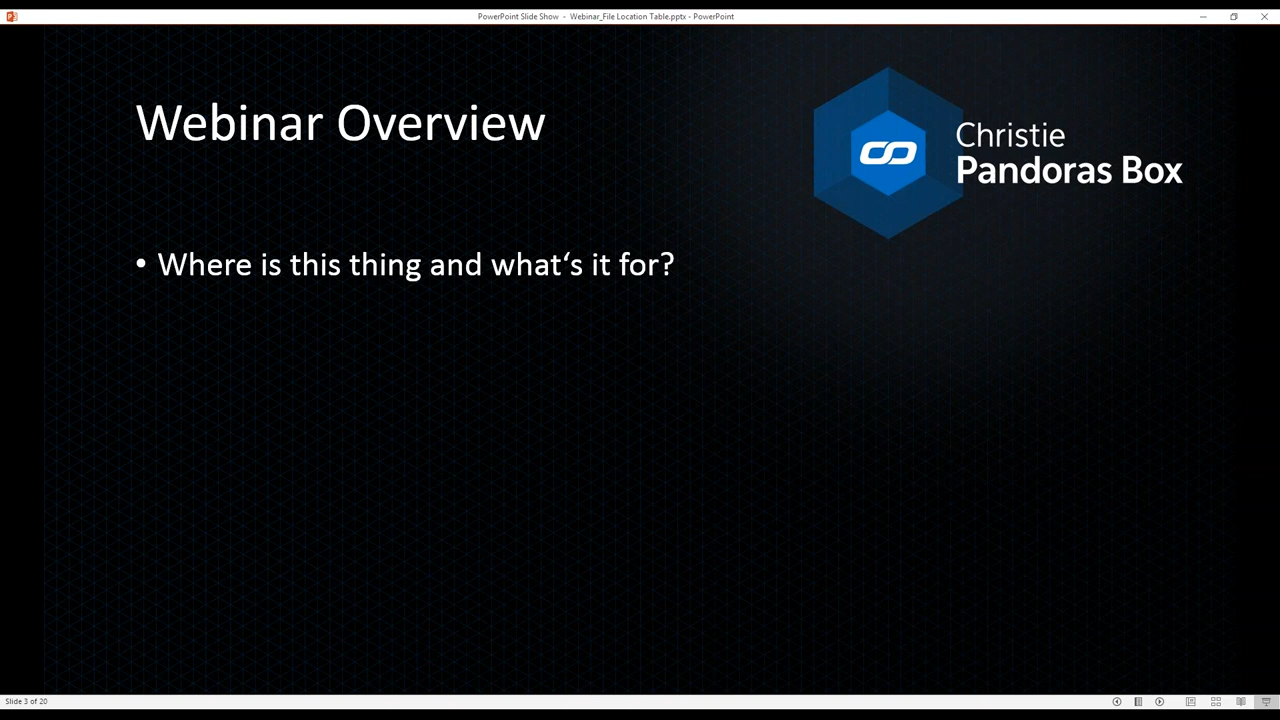 PowerPoint Slide Show - Webinar_File Location Table.pptx - PowerPoint
Webinar Overview
Christie
Pandoras Box
• Where is this thing and what‘s it for?
Slide 3 of 20